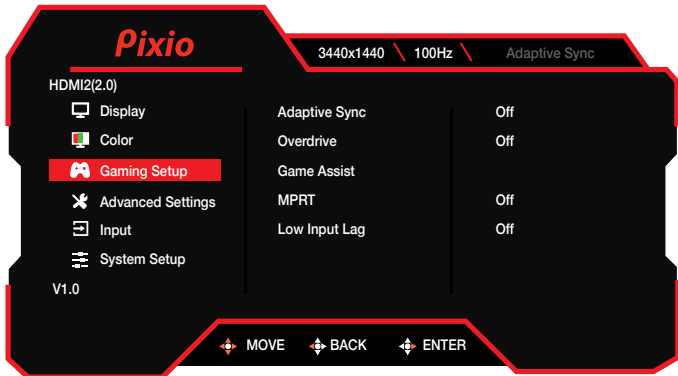 Pixio
3440x1440 100Hz Adaptive Sync
HDMI2(2.0)
Display
Color
Gaming Setup
Advanced Settings
Input
System Setup
V1.0
Adaptive Sync Off
Overdrive Off
Game Assist
MPRT Off
Low Input Lag Off
MOVE BACK ENTER